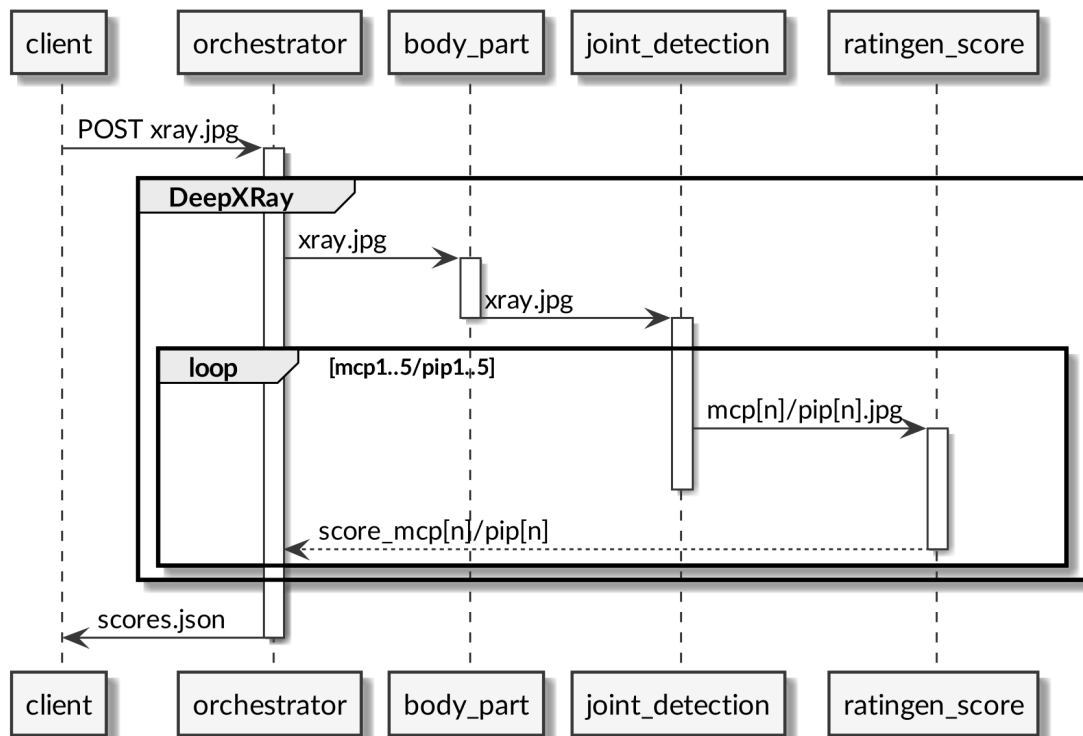 client orchestrator body_part joint_detection ratingen_score
POST xray.jpg
DeepXRay
xray.jpg
xray.jpg
loop [mcp1..5/pip1..5]
mcp[n]/pip[n].jpg
score_mcp[n]/pip[n]
scores.json
client orchestrator body_part joint_detection ratingen_score